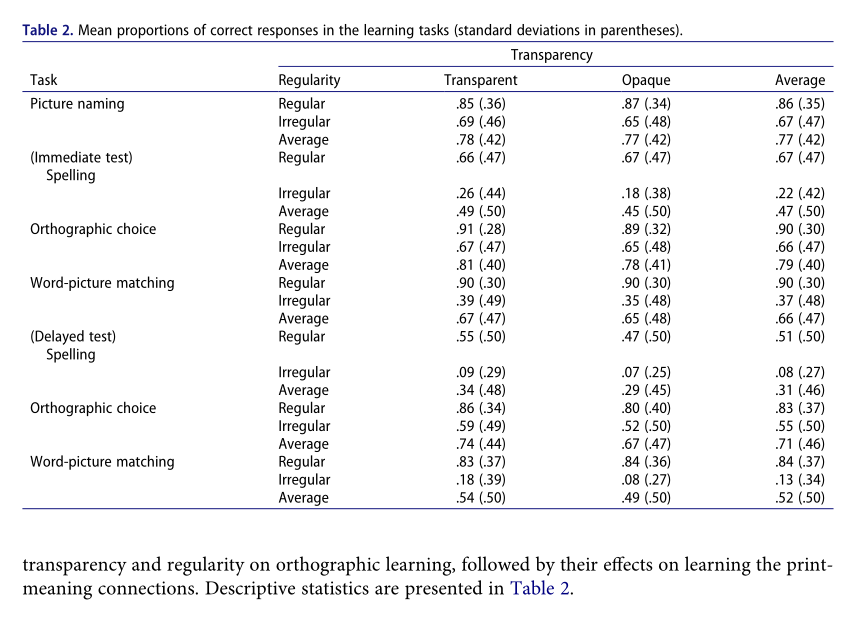 Table 2. Mean proportions of correct responses in the learning tasks (standard deviations in parentheses).
Transparency
Task Regularity Transparent Opaque Average
Picture naming Regular .85 (.36) .87 (.34) .86 (.35)
Irregular .69 (.46) .65 (.48) .67 (.47)
Average .78 (.42) .77 (.42) .77 (.42)
(Immediate test) Regular .66 (.47) .67 (.47) .67 (.47)
Spelling
Irregular .26 (.44) .18 (.38) .22 (.42)
Average .49 (.50) .45 (.50) .47 (.50)
Orthographic choice Regular .91 (.28) .89 (.32) .90 (.30)
Irregular .67 (.47) .65 (.48) .66 (.47)
Average .81 (.40) .78 (.41) .79 (.40)
Word-picture matching Regular .90 (.30) .90 (.30) .90 (.30)
Irregular .39 (.49) .35 (.48) .37 (.48)
Average .67 (.47) .65 (.48) .66 (.47)
(Delayed test) Regular .55 (.50) .47 (.50) .51 (.50)
Spelling
Irregular .09 (.29) .07 (.25) .08 (.27)
Average .34 (.48) .29 (.45) .31 (.46)
Orthographic choice Regular .86 (.34) .80 (.40) .83 (.37)
Irregular .59 (.49) .52 (.50) .55 (.50)
Average .74 (.44) .67 (.47) .71 (.46)
Word-picture matching Regular .83 (.37) .84 (.36) .84 (.37)
Irregular .18 (.39) .08 (.27) .13 (.34)
Average .54 (.50) .49 (.50) .52 (.50)
transparency and regularity on orthographic learning, followed by their effects on learning the print-
meaning connections. Descriptive statistics are presented in Table 2.